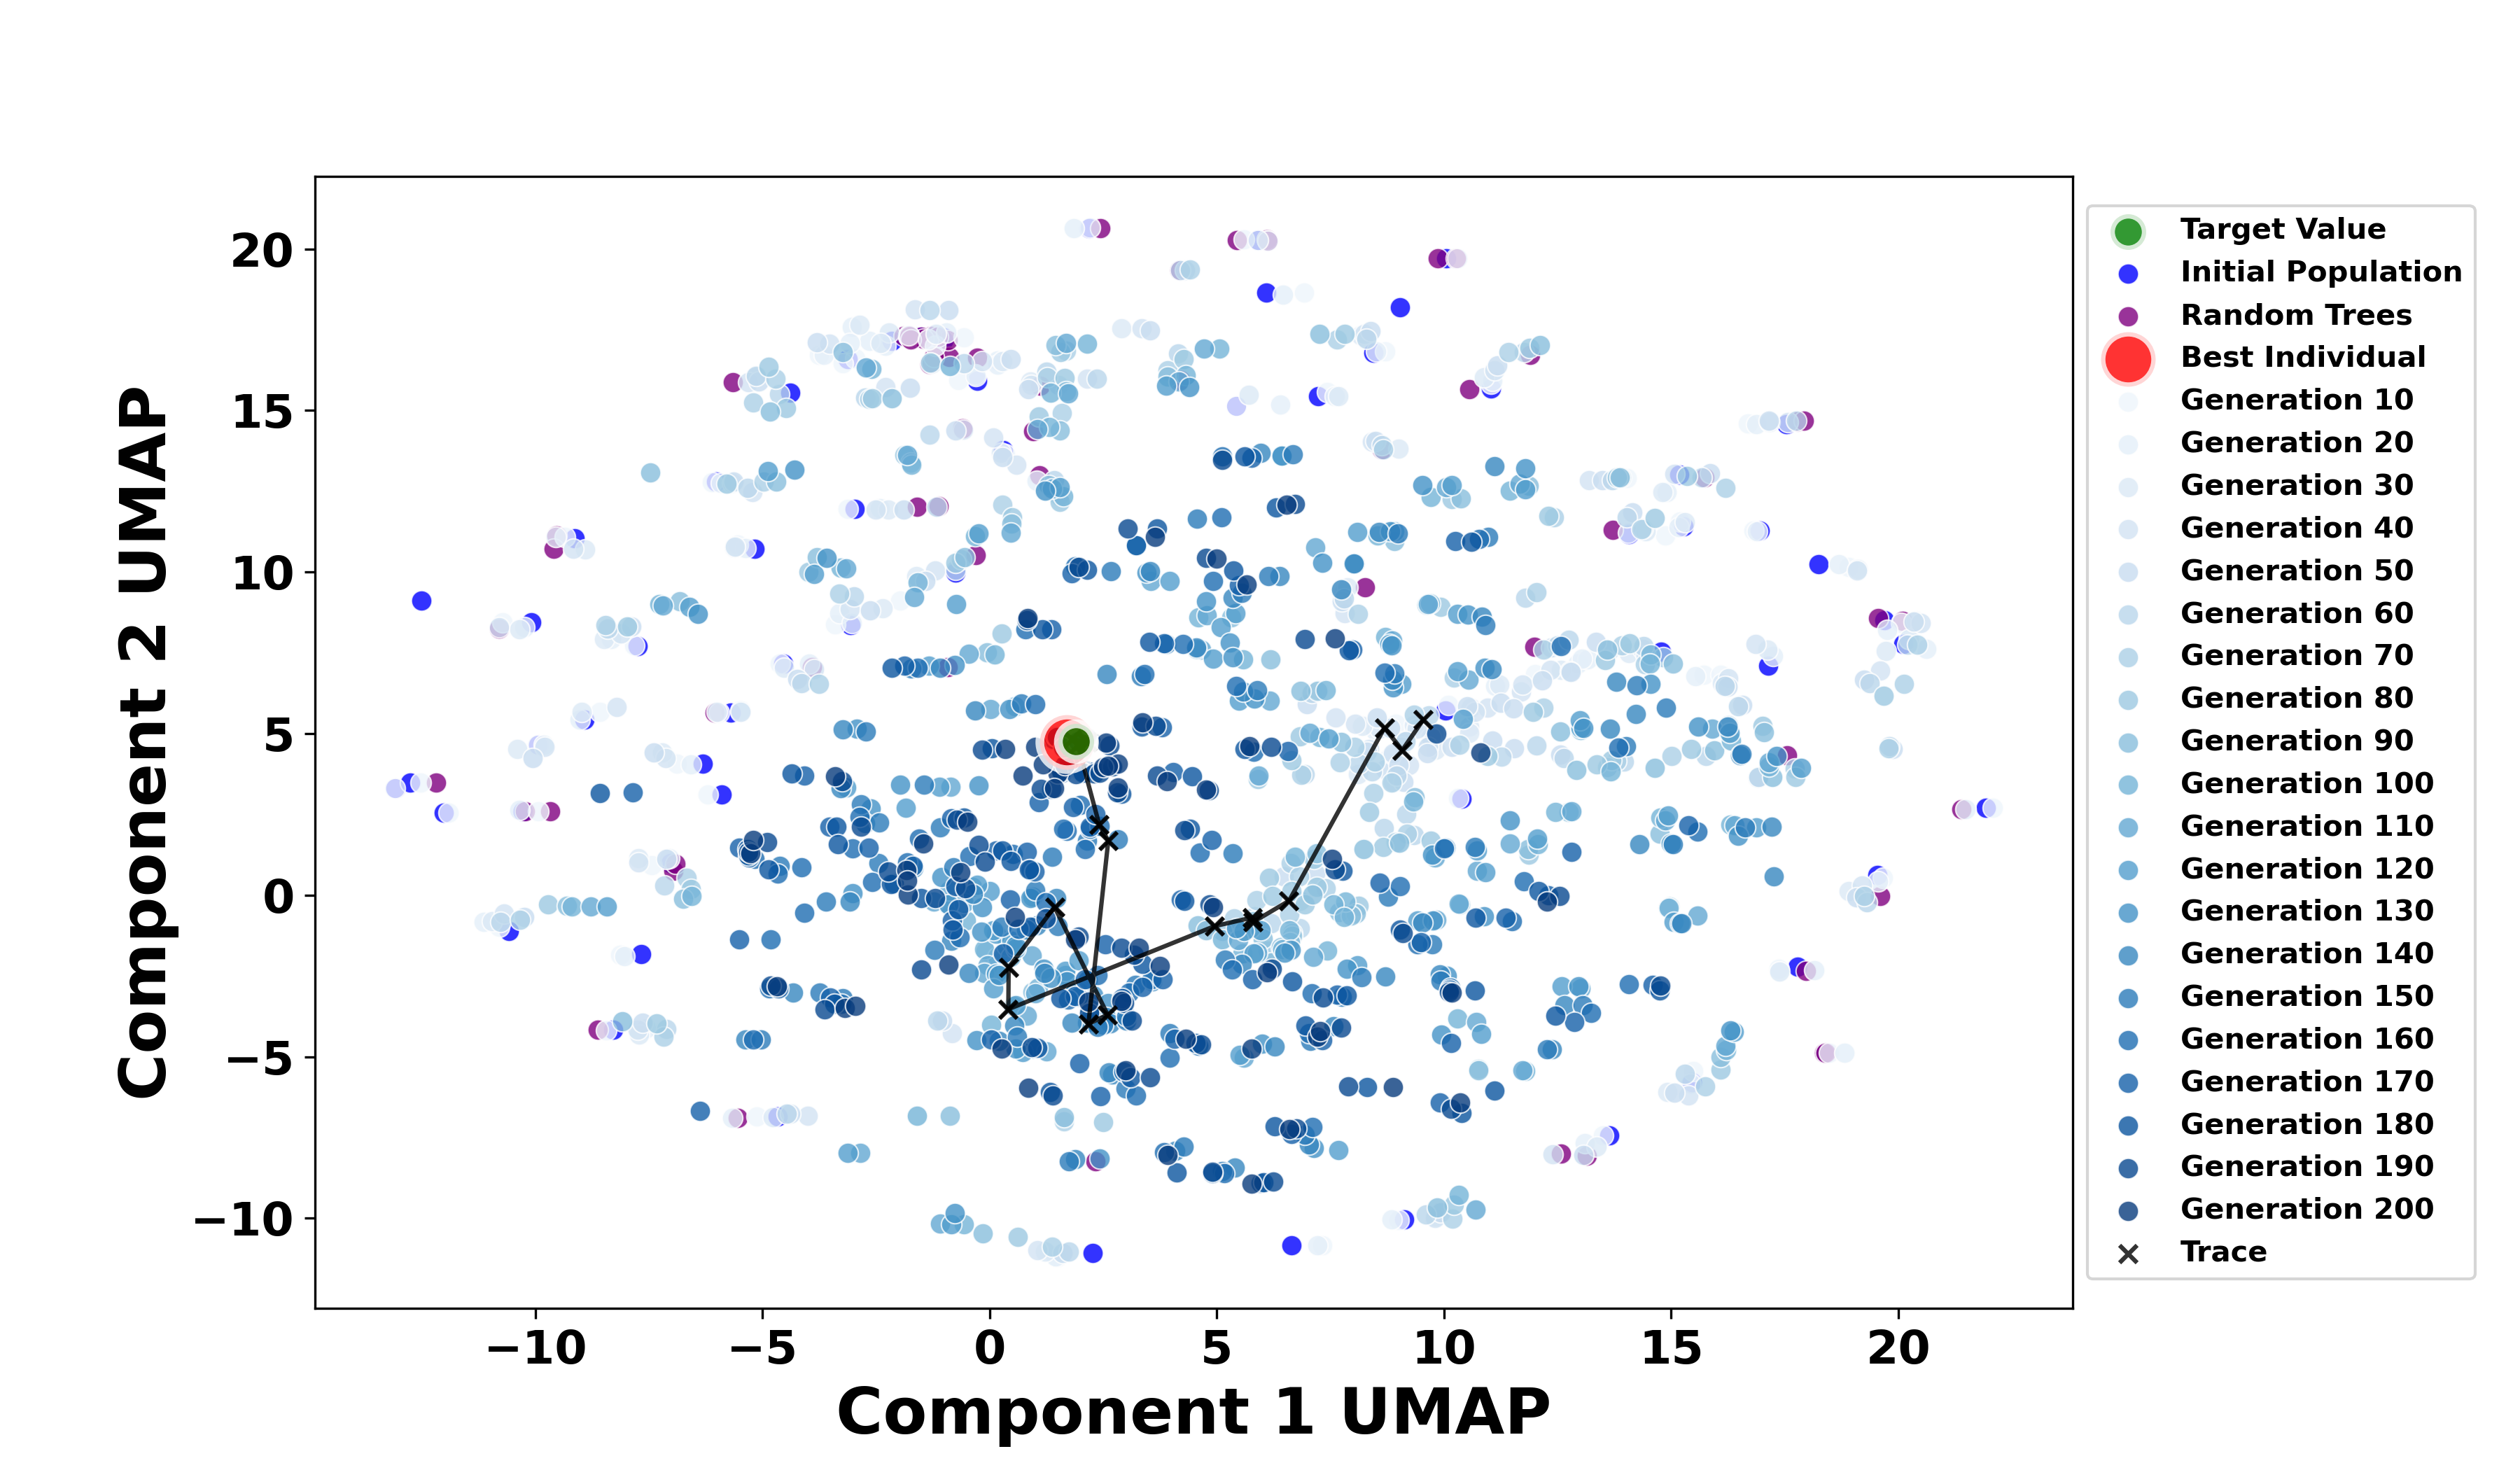 Component 2 UMAP
20
15
10
5
0
−5
−10
−10
−5
0
5
10
15
20
Component 1 UMAP
Target Value
Initial Population
Random Trees
Best Individual
Generation 10
Generation 20
Generation 30
Generation 40
Generation 50
Generation 60
Generation 70
Generation 80
Generation 90
Generation 100
Generation 110
Generation 120
Generation 130
Generation 140
Generation 150
Generation 160
Generation 170
Generation 180
Generation 190
Generation 200
Trace